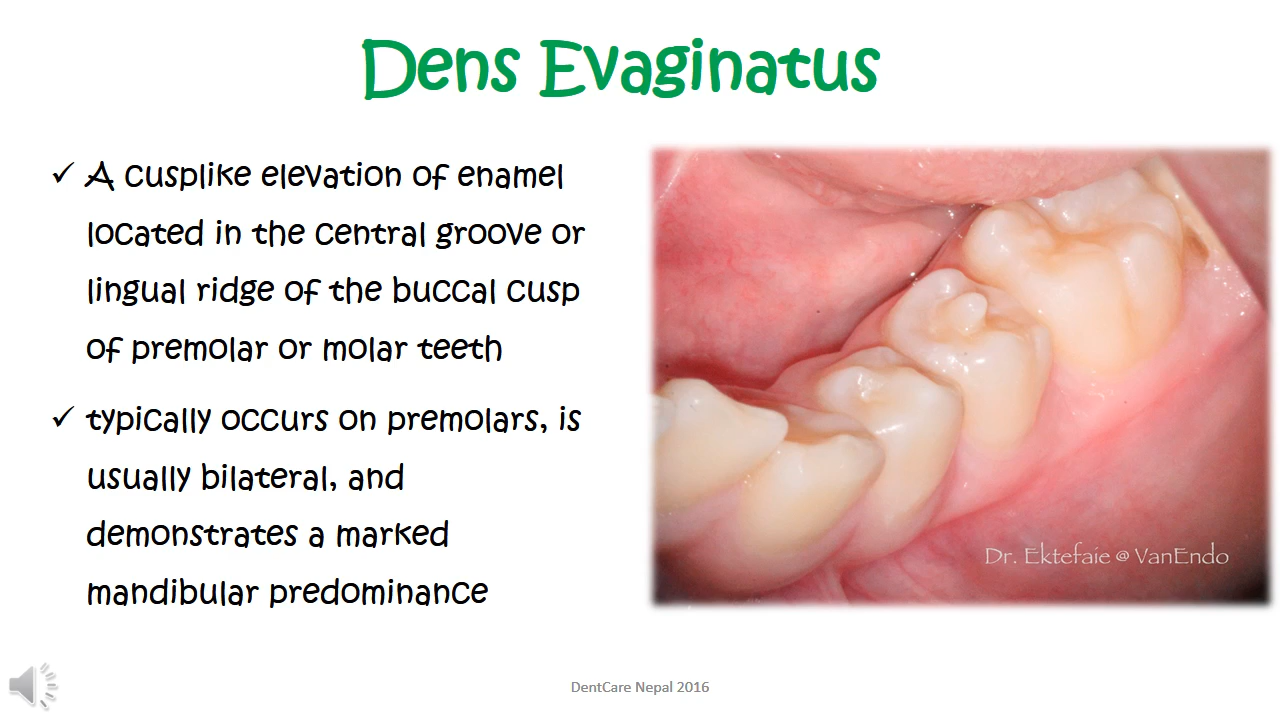 Dens Evaginatus
✓ A cusplike elevation of enamel
located in the central groove or
lingual ridge of the buccal cusp
of premolar or molar teeth
✓ typically occurs on premolars, is
usually bilateral, and
demonstrates a marked
mandibular predominance
Dr. Ektefaie @ VanEndo
DentCare Nepal 2016